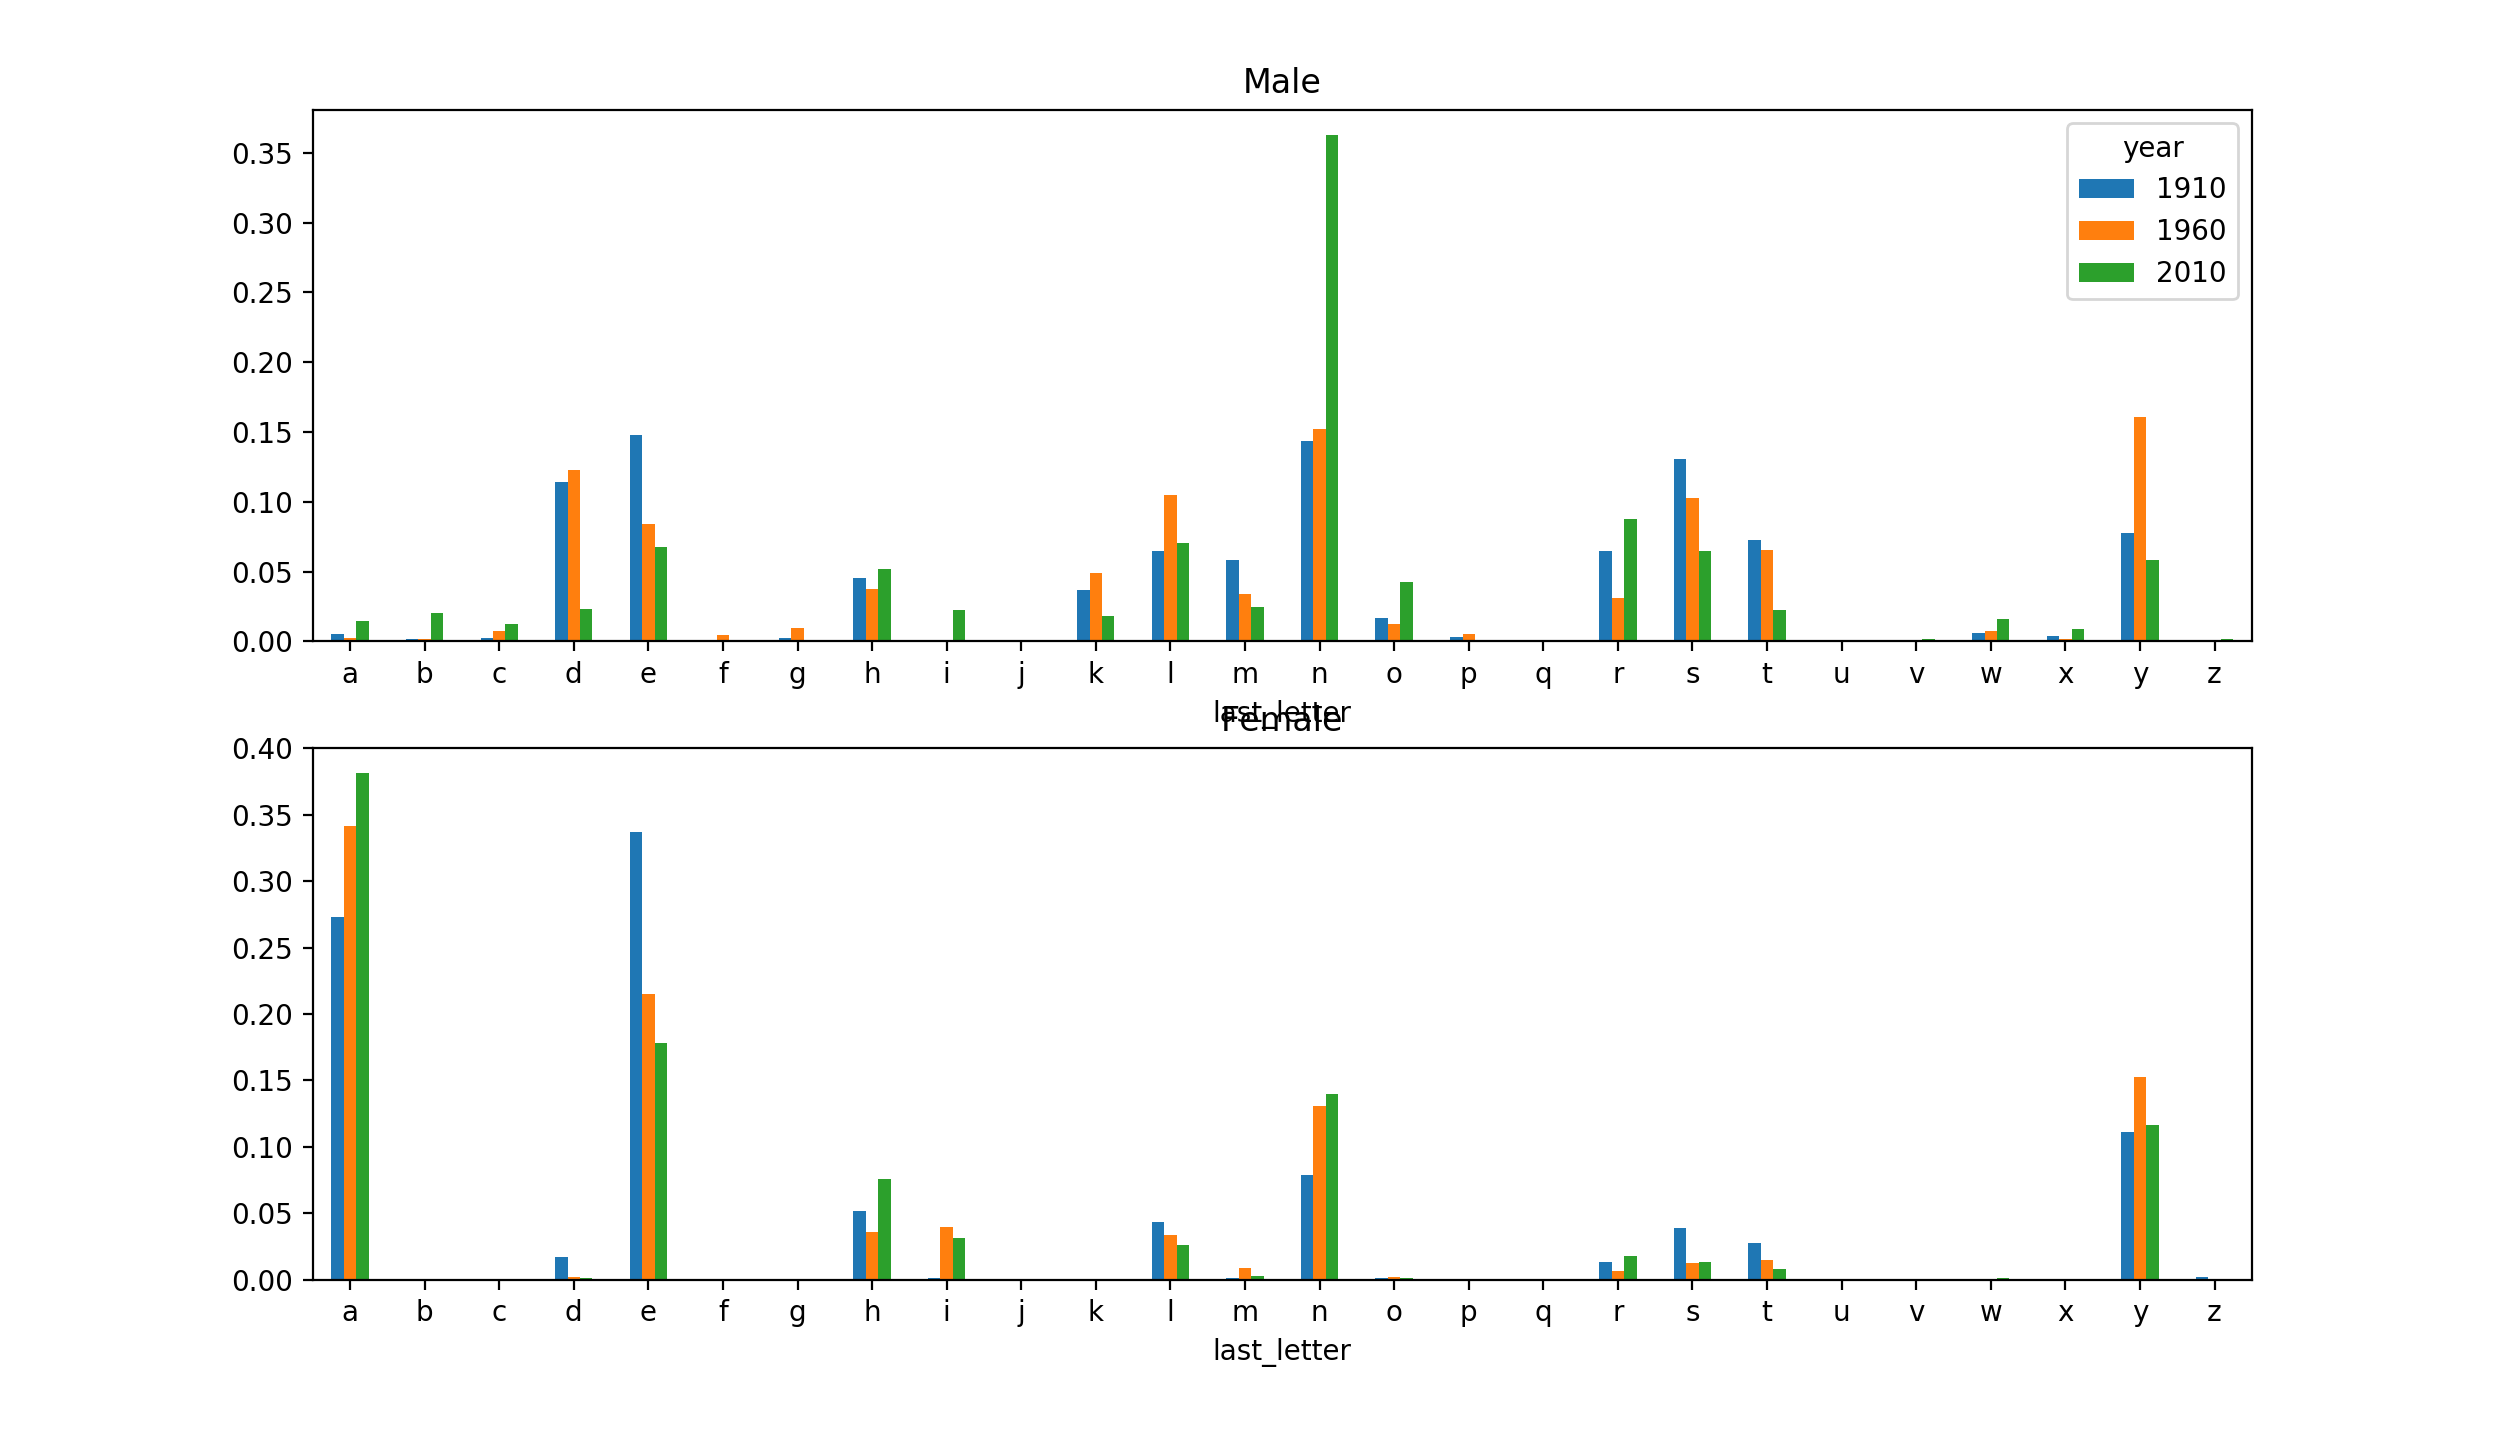 Male
year
1910
1960
2010
0.35
0.30
0.25
0.20
0.15
0.10
0.05
0.00
a b c d e f g h i j k l m n o p q r s t u v w x y z
last_letter
Female
0.40
0.35
0.30
0.25
0.20
0.15
0.10
0.05
0.00
a b c d e f g h i j k l m n o p q r s t u v w x y z
last_letter